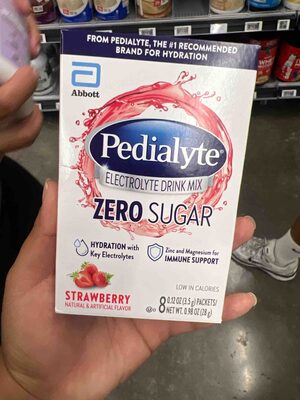 FROM PEDIALYTE, THE #1 RECOMMENDED
BRAND FOR HYDRATION
Abbott
Pedialyte®
ELECTROLYTE DRINK MIX
ZERO SUGAR
HYDRATION with
Key Electrolytes
Zinc and Magnesium for
IMMUNE SUPPORT
LOW IN CALORIES
STRAWBERRY
NATURAL & ARTIFICIAL FLAVOR
8 0.12 OZ (3.5 g) PACKETS/
NET WT. 0.98 OZ (28 g)